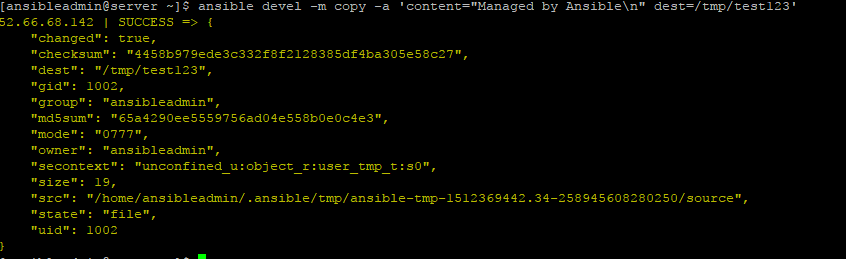 [ansibleadmin@server ~]$ ansible devel -m copy -a 'content="Managed by Ansible\n" dest=/tmp/test123'
52.66.68.142 | SUCCESS => {
    "changed": true,
    "checksum": "4458b979ede3c332f8f2128385df4ba305e58c27",
    "dest": "/tmp/test123",
    "gid": 1002,
    "group": "ansibleadmin",
    "md5sum": "65a4290ee5559756ad04e558b0e0c4e3",
    "mode": "0777",
    "owner": "ansibleadmin",
    "secontext": "unconfined_u:object_r:user_tmp_t:s0",
    "size": 19,
    "src": "/home/ansibleadmin/.ansible/tmp/ansible-tmp-1512369442.34-258945608280250/source",
    "state": "file",
    "uid": 1002
}